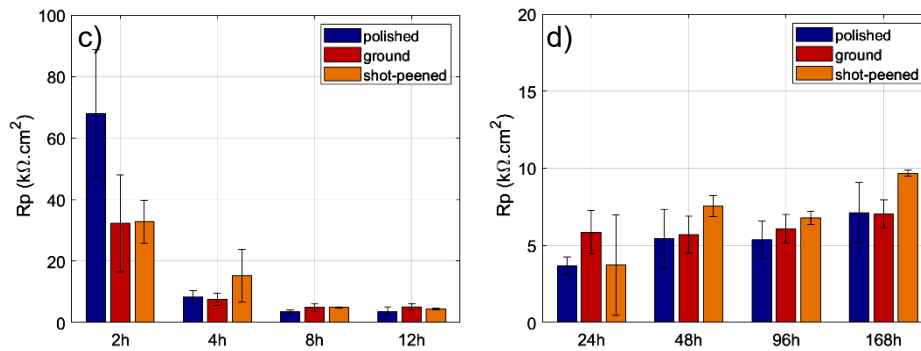 c)
100
80
60
40
20
0
Rp (kΩ.cm²)
polished
ground
shot-peened
2h 4h 8h 12h
d)
20
15
10
5
0
Rp (kΩ.cm²)
polished
ground
shot-peened
24h 48h 96h 168h